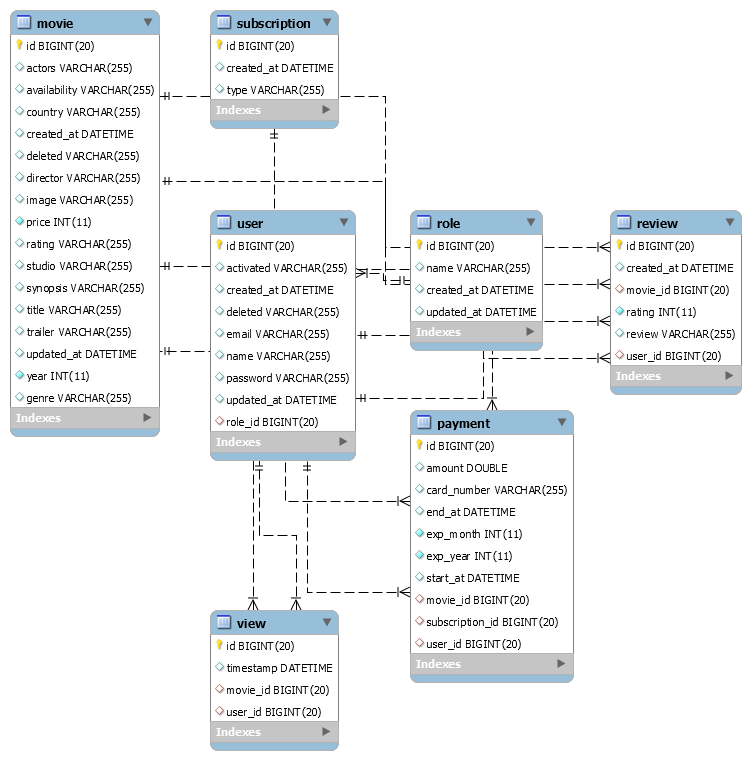 movie
id BIGINT(20)
actors VARCHAR(255)
availability VARCHAR(255)
country VARCHAR(255)
created_at DATETIME
deleted VARCHAR(255)
director VARCHAR(255)
image VARCHAR(255)
price INT(11)
rating VARCHAR(255)
studio VARCHAR(255)
synopsis VARCHAR(255)
title VARCHAR(255)
trailer VARCHAR(255)
updated_at DATETIME
year INT(11)
genre VARCHAR(255)
Indexes
subscription
id BIGINT(20)
created_at DATETIME
type VARCHAR(255)
Indexes
user
id BIGINT(20)
activated VARCHAR(255)
created_at DATETIME
deleted VARCHAR(255)
email VARCHAR(255)
name VARCHAR(255)
password VARCHAR(255)
updated_at DATETIME
role_id BIGINT(20)
Indexes
role
id BIGINT(20)
name VARCHAR(255)
created_at DATETIME
updated_at DATETIME
Indexes
review
id BIGINT(20)
created_at DATETIME
movie_id BIGINT(20)
rating INT(11)
review VARCHAR(255)
user_id BIGINT(20)
Indexes
payment
id BIGINT(20)
amount DOUBLE
card_number VARCHAR(255)
end_at DATETIME
exp_month INT(11)
exp_year INT(11)
start_at DATETIME
movie_id BIGINT(20)
subscription_id BIGINT(20)
user_id BIGINT(20)
Indexes
view
id BIGINT(20)
timestamp DATETIME
movie_id BIGINT(20)
user_id BIGINT(20)
Indexes